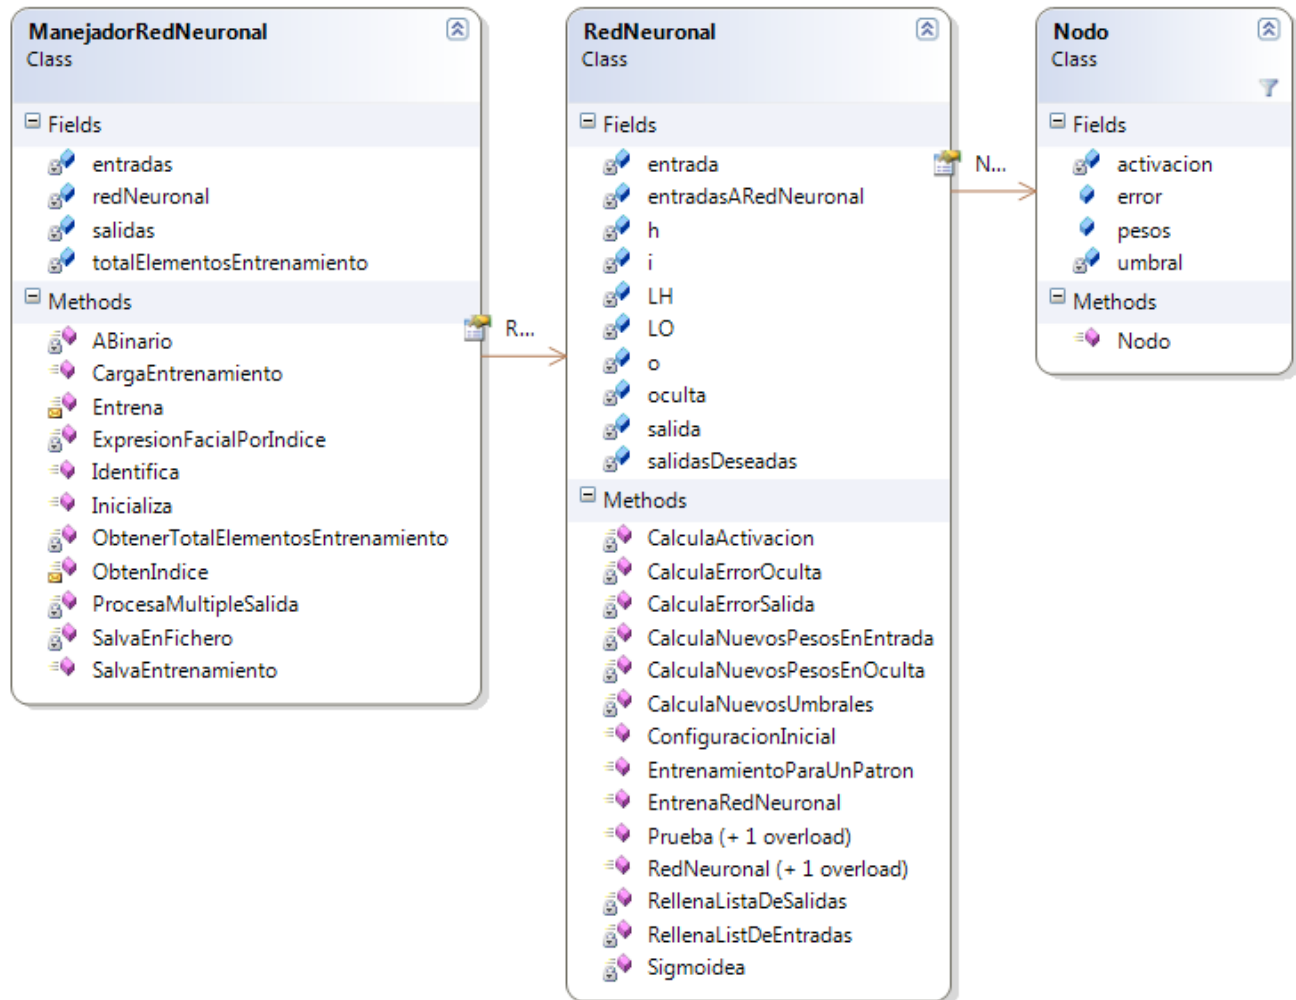 ManejadorRedNeuronal
Class
Fields
entradas
redNeuronal
salidas
totalElementosEntrenamiento
Methods
ABinario
CargaEntrenamiento
Entrena
ExpresionFacialPorIndice
Identifica
Inicializa
ObtenerTotalElementosEntrenamiento
ObtenIndice
ProcesaMultipleSalida
SalvaEnFichero
SalvaEntrenamiento
R...
RedNeuronal
Class
Fields
entrada
entradasARedNeuronal
h
i
LH
LO
o
oculta
salida
salidasDeseadas
Methods
CalculaActivacion
CalculaErrorOculta
CalculaErrorSalida
CalculaNuevosPesosEnEntrada
CalculaNuevosPesosEnOculta
CalculaNuevosUmbrales
ConfiguracionInicial
EntrenamientoParaUnPatron
EntrenaRedNeuronal
Prueba (+ 1 overload)
RedNeuronal (+ 1 overload)
RellenaListaDeSalidas
RellenaListDeEntradas
Sigmoidea
N...
Nodo
Class
Fields
activacion
error
pesos
umbral
Methods
Nodo